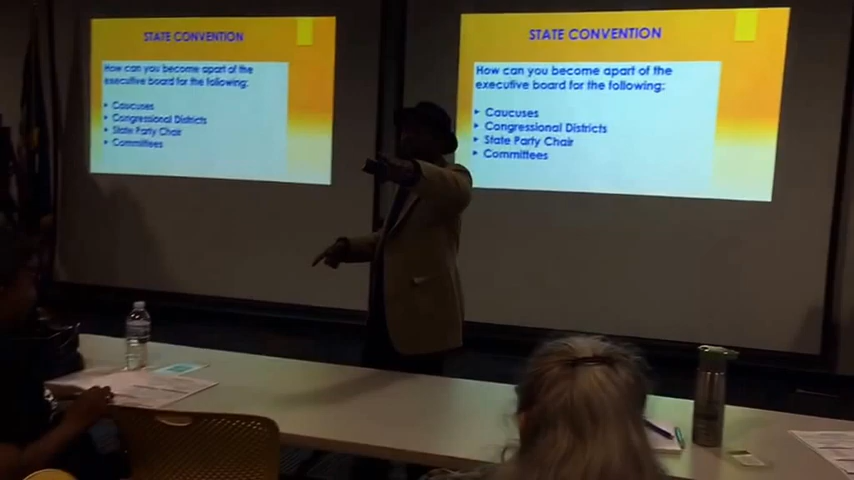 STATE CONVENTION
How can you become apart of the
executive board for the following:
▸ Caucuses
▸ Congressional Districts
▸ State Party Chair
▸ Committees
STATE CONVENTION
How can you become apart of the
executive board for the following:
▸ Caucuses
▸ Congressional Districts
▸ State Party Chair
▸ Committees